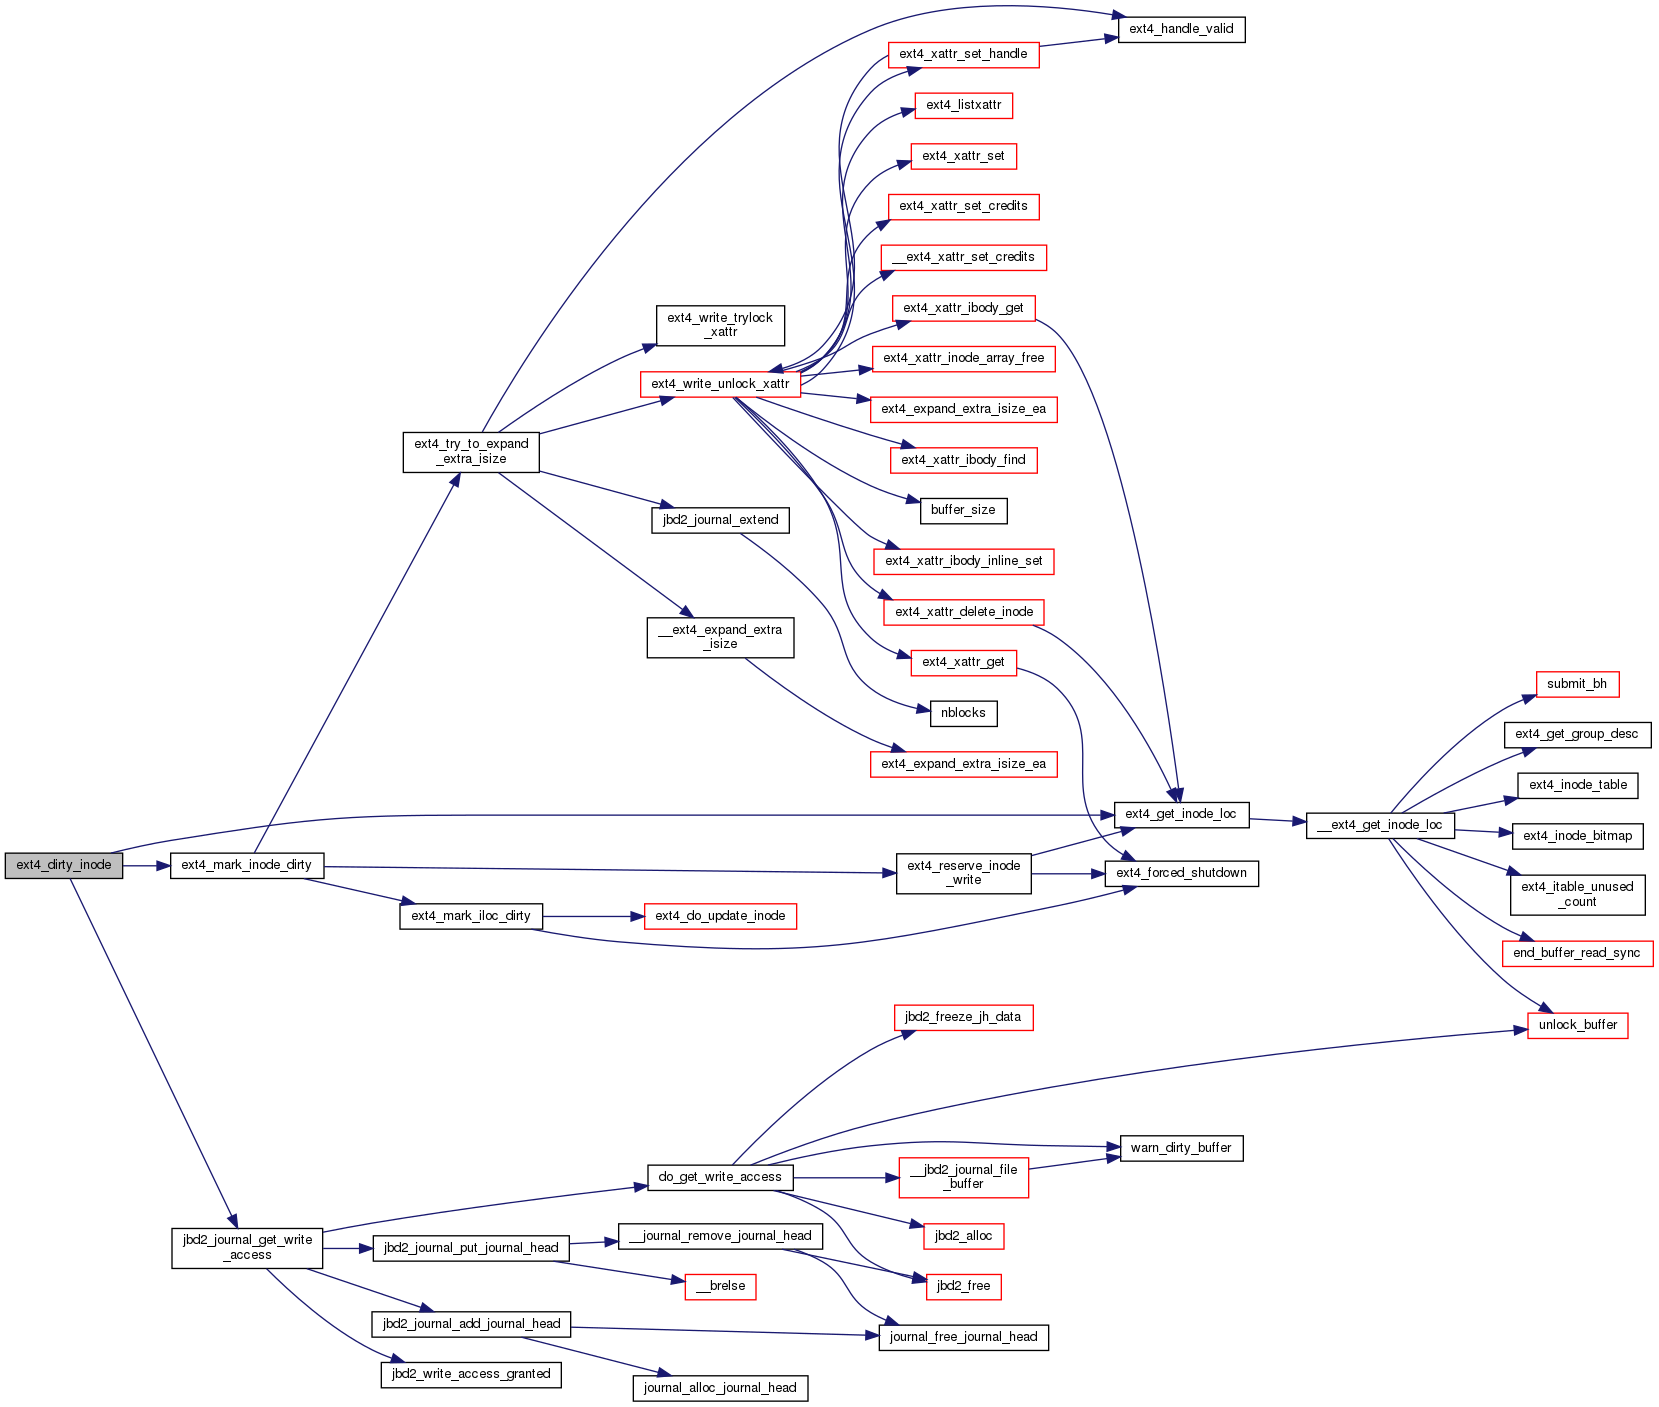 ext4_handle_valid
ext4_xattr_set_handle
ext4_listxattr
ext4_xattr_set
ext4_xattr_set_credits
__ext4_xattr_set_credits
ext4_xattr_ibody_get
ext4_write_trylock
_xattr
ext4_xattr_inode_array_free
ext4_write_unlock_xattr
ext4_expand_extra_isize_ea
ext4_try_to_expand
_extra_isize
ext4_xattr_ibody_find
buffer_size
jbd2_journal_extend
ext4_xattr_ibody_inline_set
ext4_xattr_delete_inode
__ext4_expand_extra
_isize
ext4_xattr_get
submit_bh
nblocks
ext4_get_group_desc
ext4_expand_extra_isize_ea
ext4_inode_table
ext4_get_inode_loc
__ext4_get_inode_loc
ext4_inode_bitmap
ext4_dirty_inode
ext4_mark_inode_dirty
ext4_reserve_inode
_write
ext4_forced_shutdown
ext4_itable_unused
_count
ext4_mark_iloc_dirty
ext4_do_update_inode
end_buffer_read_sync
jbd2_freeze_jh_data
unlock_buffer
warn_dirty_buffer
do_get_write_access
__jbd2_journal_file
_buffer
jbd2_alloc
jbd2_journal_get_write
_access
jbd2_journal_put_journal_head
__journal_remove_journal_head
__brelse
jbd2_free
jbd2_journal_add_journal_head
journal_free_journal_head
jbd2_write_access_granted
journal_alloc_journal_head